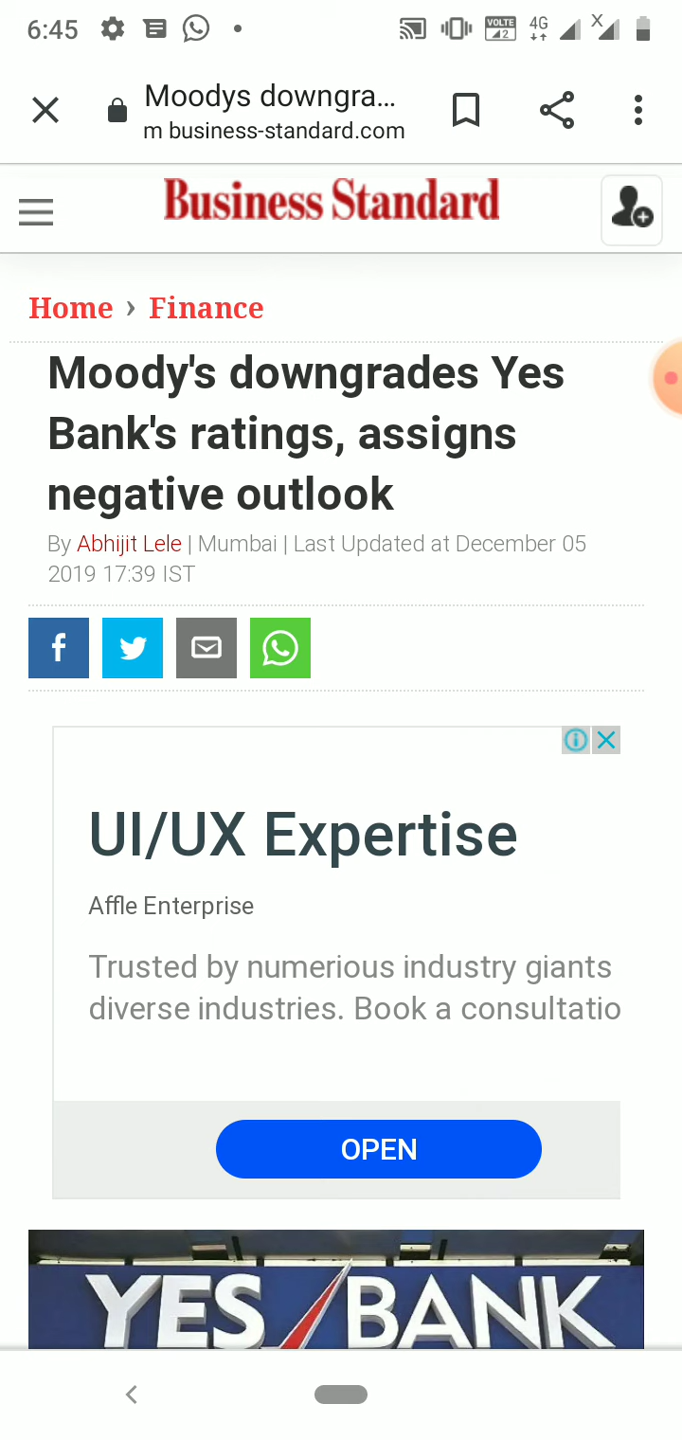 6:45
VOLTE 4G X
2
Moodys downgra...
m business-standard.com
Business Standard
Home › Finance
Moody's downgrades Yes
Bank's ratings, assigns
negative outlook
By Abhijit Lele | Mumbai | Last Updated at December 05
2019 17:39 IST
UI/UX Expertise
Affle Enterprise
Trusted by numerious industry giants
diverse industries. Book a consultatio
OPEN
YES BANK